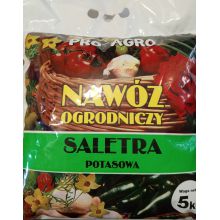 PRO AGRO
NAWÓZ
OGRODNICZY
SALETRA
POTASOWA
5k